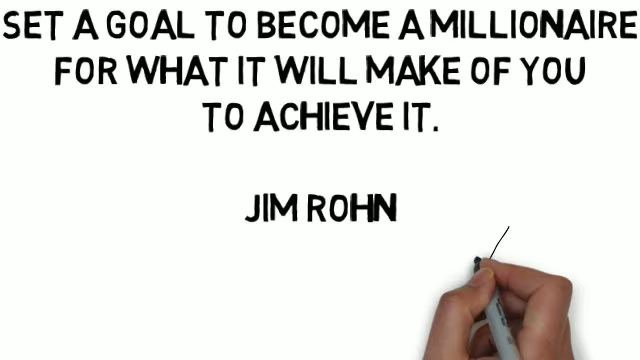 SET A GOAL TO BECOME A MILLIONAIRE
FOR WHAT IT WILL MAKE OF YOU
TO ACHIEVE IT.
JIM ROHN